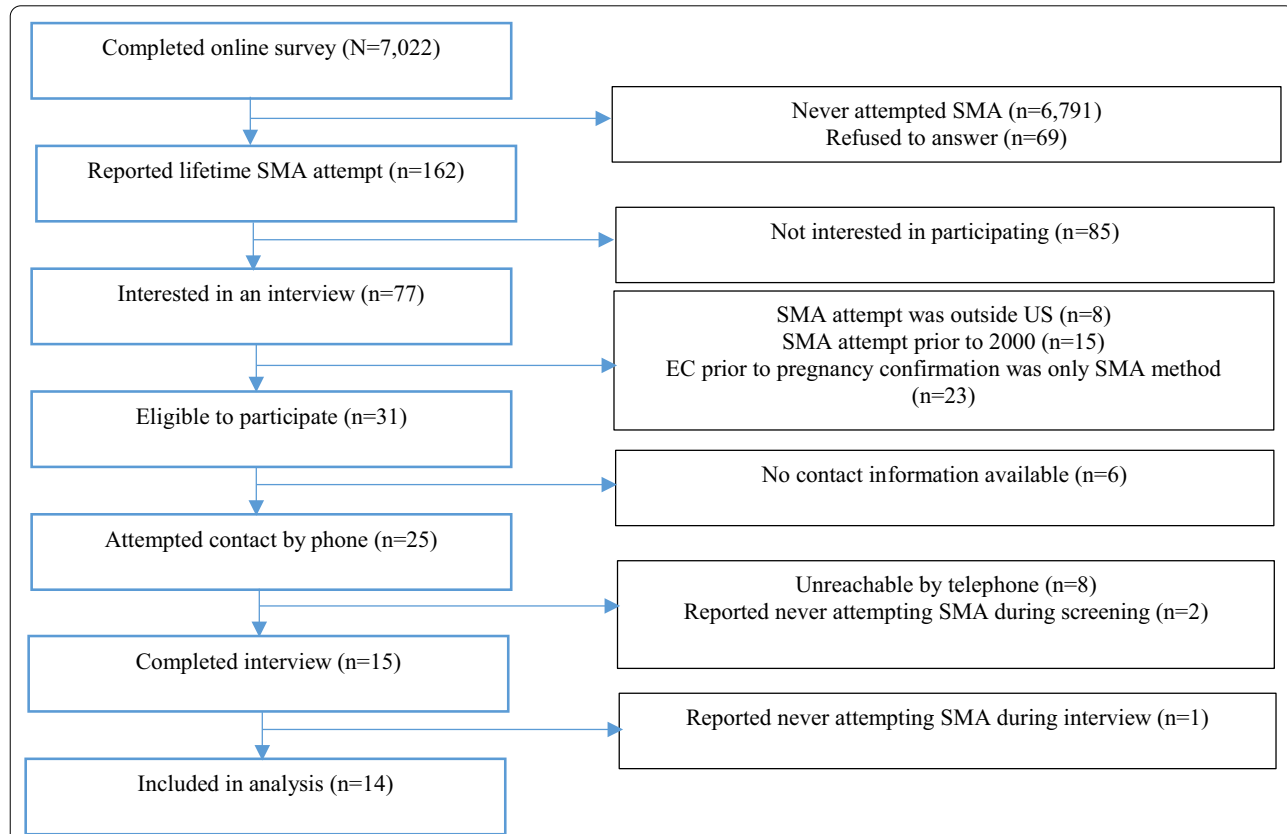 Completed online survey (N=7,022)
Never attempted SMA (n=6,791)
Refused to answer (n=69)
Reported lifetime SMA attempt (n=162)
Not interested in participating (n=85)
Interested in an interview (n=77)
SMA attempt was outside US (n=8)
SMA attempt prior to 2000 (n=15)
EC prior to pregnancy confirmation was only SMA method
(n=23)
Eligible to participate (n=31)
No contact information available (n=6)
Attempted contact by phone (n=25)
Unreachable by telephone (n=8)
Reported never attempting SMA during screening (n=2)
Completed interview (n=15)
Reported never attempting SMA during interview (n=1)
Included in analysis (n=14)